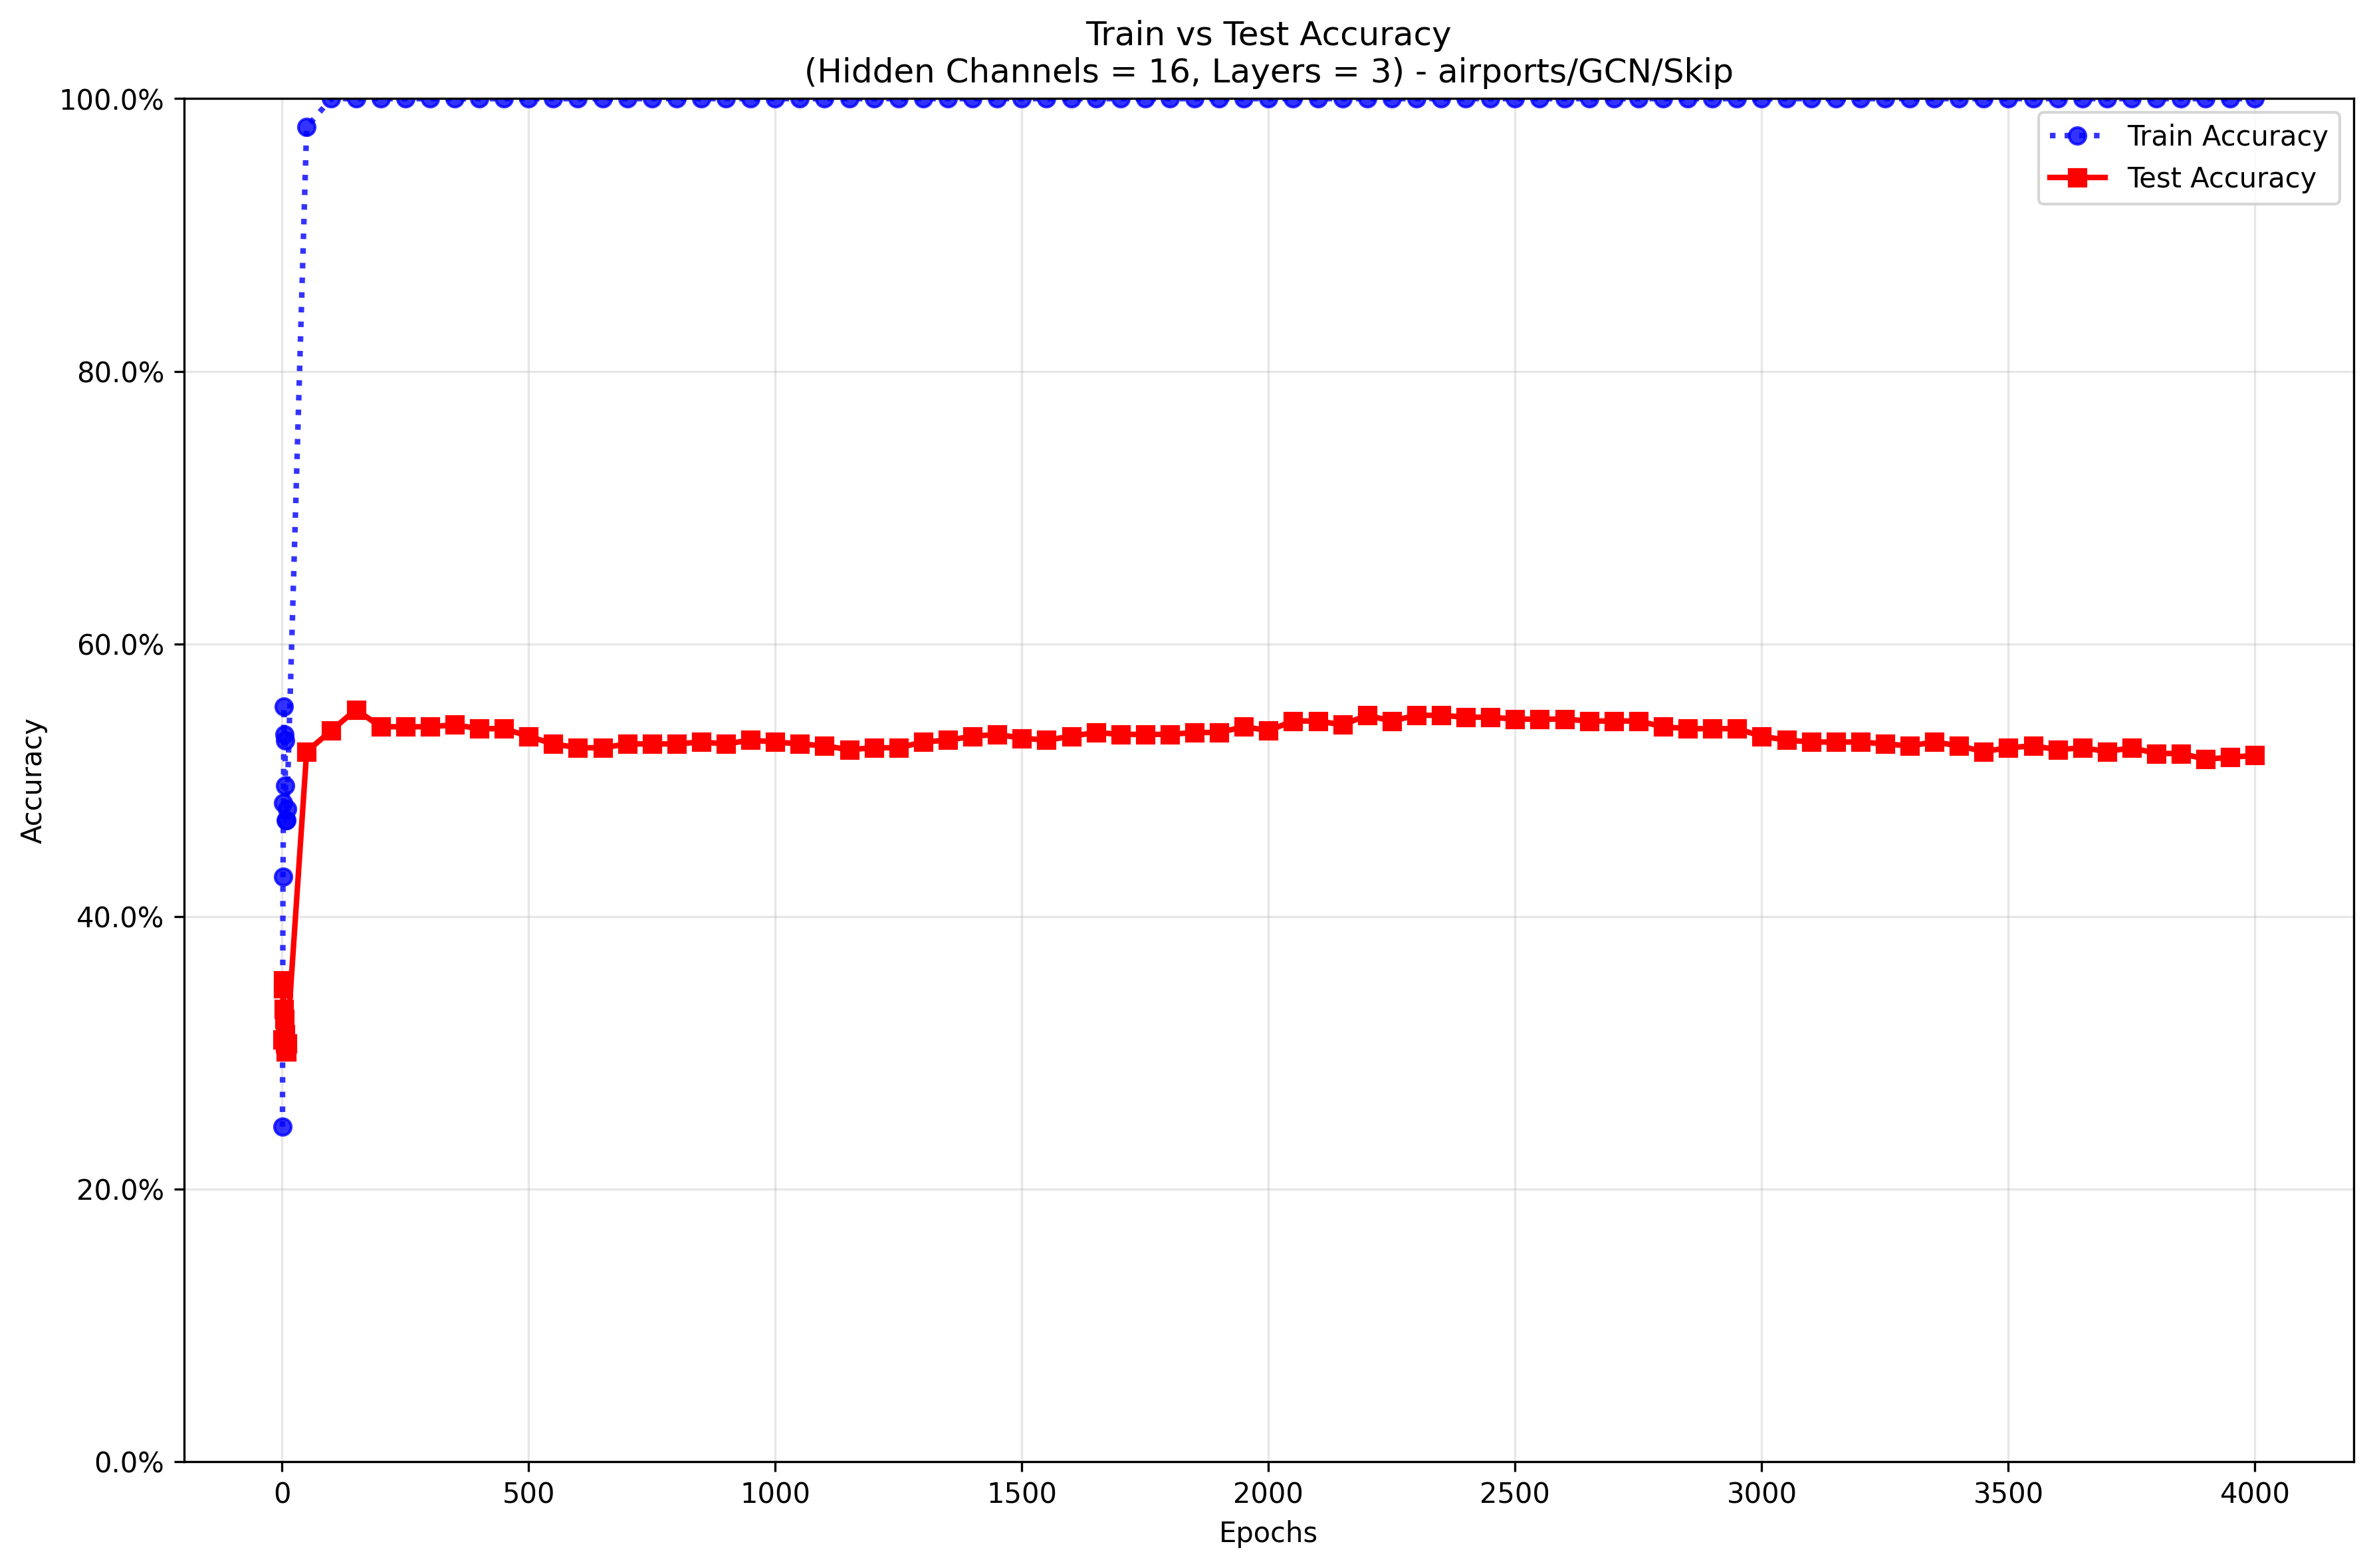 Train vs Test Accuracy
(Hidden Channels = 16, Layers = 3) - airports/GCN/Skip
100.0%
80.0%
60.0%
40.0%
20.0%
0.0%
Accuracy
Train Accuracy
Test Accuracy
0 500 1000 1500 2000 2500 3000 3500 4000
Epochs